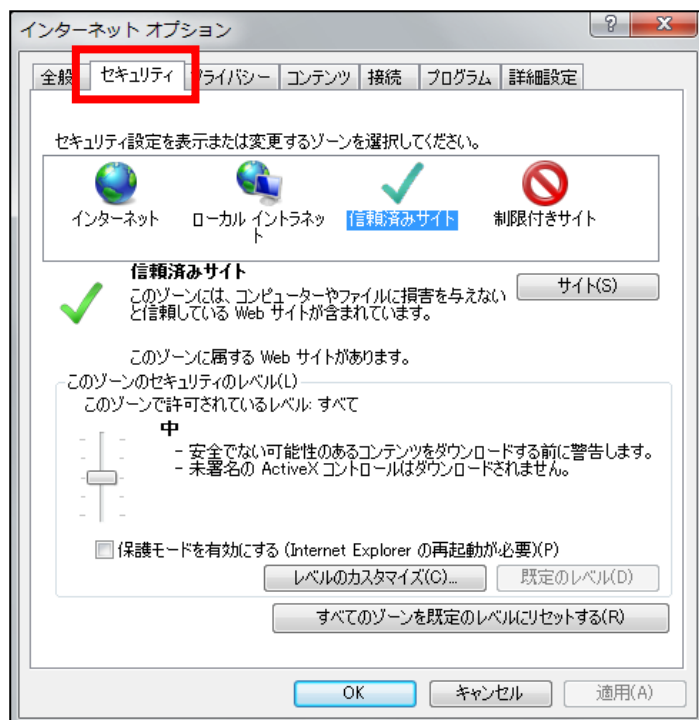 インターネット オプション
全般 セキュリティ プライバシー コンテンツ 接続 プログラム 詳細設定
セキュリティ設定を表示または変更するゾーンを選択してください。
インターネット ローカル イントラネッ 信頼済みサイト 制限付きサイト
ト
信頼済みサイト
サイト(S)
このゾーンには、コンピューターやファイルに損害を与えない
と信頼している Web サイトが含まれています。
このゾーンに属する Web サイトがあります。
このゾーンのセキュリティのレベル(L)
このゾーンで許可されているレベル: すべて
中
- 安全でない可能性のあるコンテンツをダウンロードする前に警告します。
- 未署名の ActiveX コントロールはダウンロードされません。
保護モードを有効にする (Internet Explorer の再起動が必要)(P)
レベルのカスタマイズ(C)... 既定のレベル(D)
すべてのゾーンを既定のレベルにリセットする(R)
OK キャンセル 適用(A)